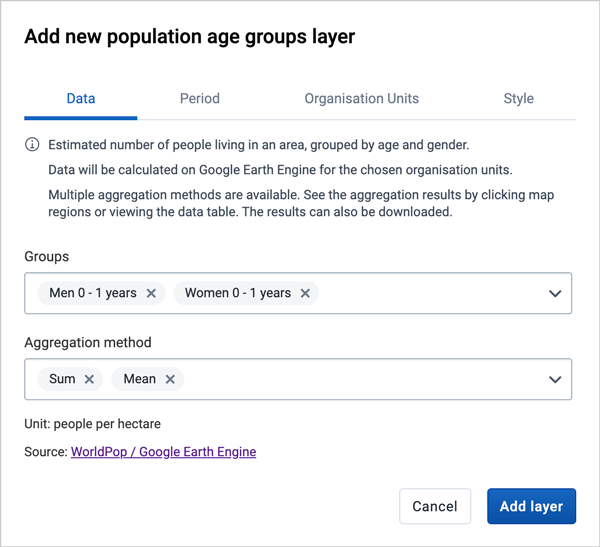 Add new population age groups layer
Data Period Organisation Units Style
Estimated number of people living in an area, grouped by age and gender.
Data will be calculated on Google Earth Engine for the chosen organisation units.
Multiple aggregation methods are available. See the aggregation results by clicking map
regions or viewing the data table. The results can also be downloaded.
Groups
Men 0 - 1 years Women 0 - 1 years
Aggregation method
Sum Mean
Unit: people per hectare
Source: WorldPop / Google Earth Engine
Cancel Add layer